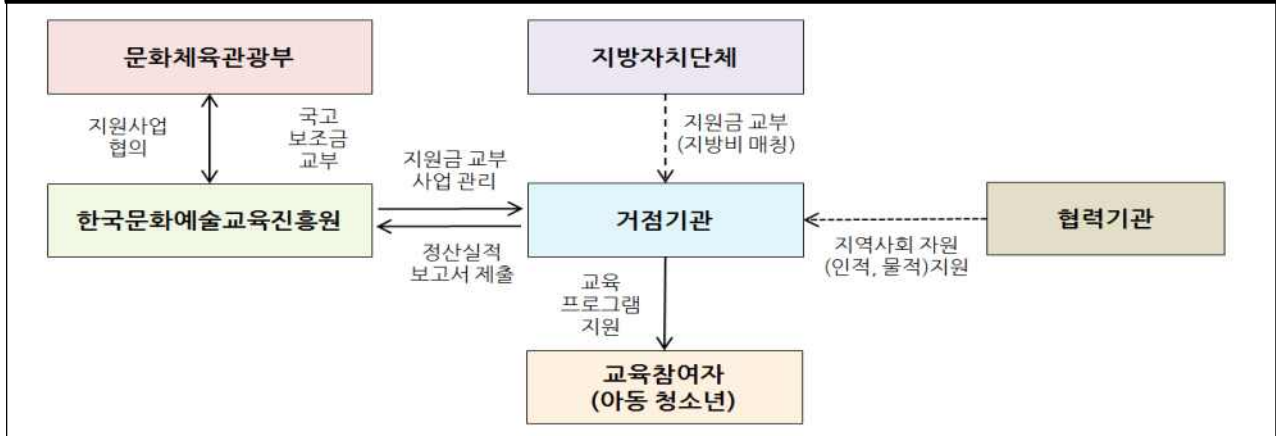 문화체육관광부
지방자치단체
지원사업
협의
국고
보조금
교부
지원금 교부
(지방비 매칭)
지원금 교부
사업 관리
한국문화예술교육진흥원
거점기관
협력기관
정산실적
보고서 제출
지역사회 자원
(인적, 물적)지원
교육
프로그램
지원
교육참여자
(아동 청소년)